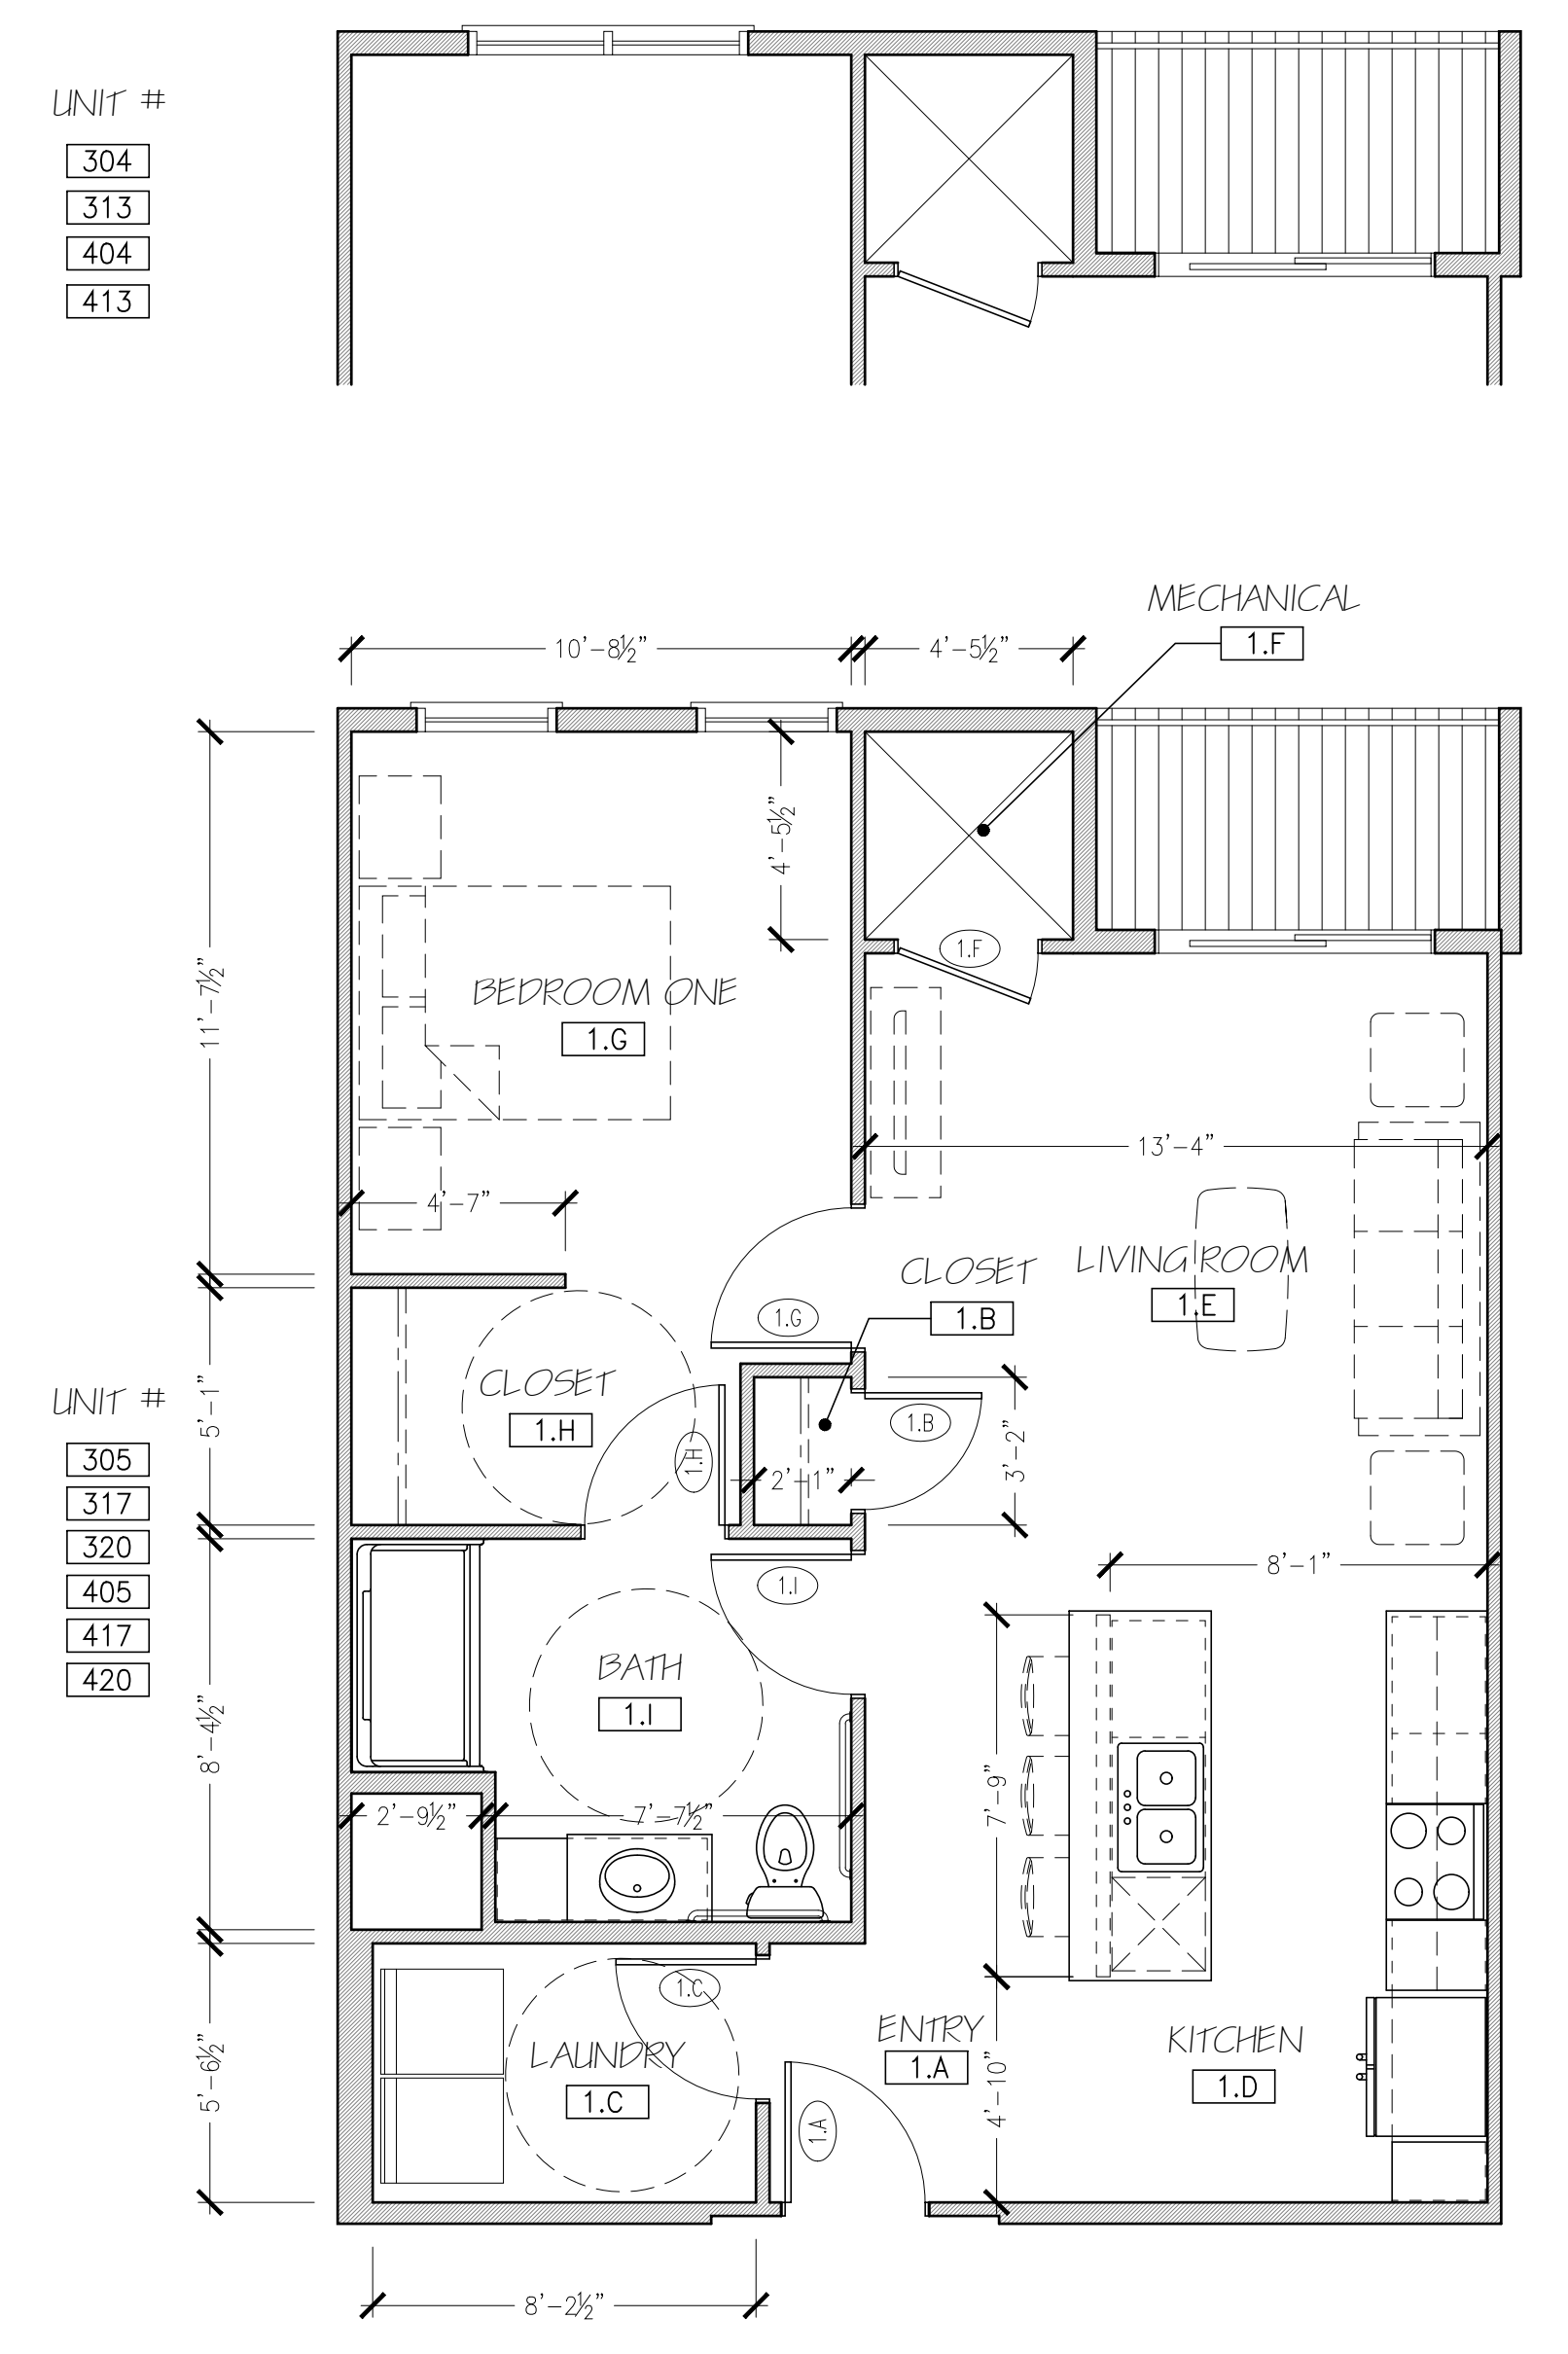 UNIT #
304
313
404
413
MECHANICAL
1.F
10'-8½"
4'-5½"
4'-5½"
1.F
11'-7½"
BEDROOM ONE
1.G
13'-4"
4'-7"
CLOSET
1.B
LIVING ROOM
1.E
1.G
CLOSET
1.H
1.H
1.B
5'-1"
3'-2"
2'-1"
UNIT #
305
317
320
405
417
420
8'-1"
1.I
BATH
1.I
8'-4½"
7'-9"
2'-9½"
7'-7½"
1.C
ENTRY
1.A
KITCHEN
1.D
LAUNDRY
1.C
1.A
5'-6½"
4'-10"
8'-2½"